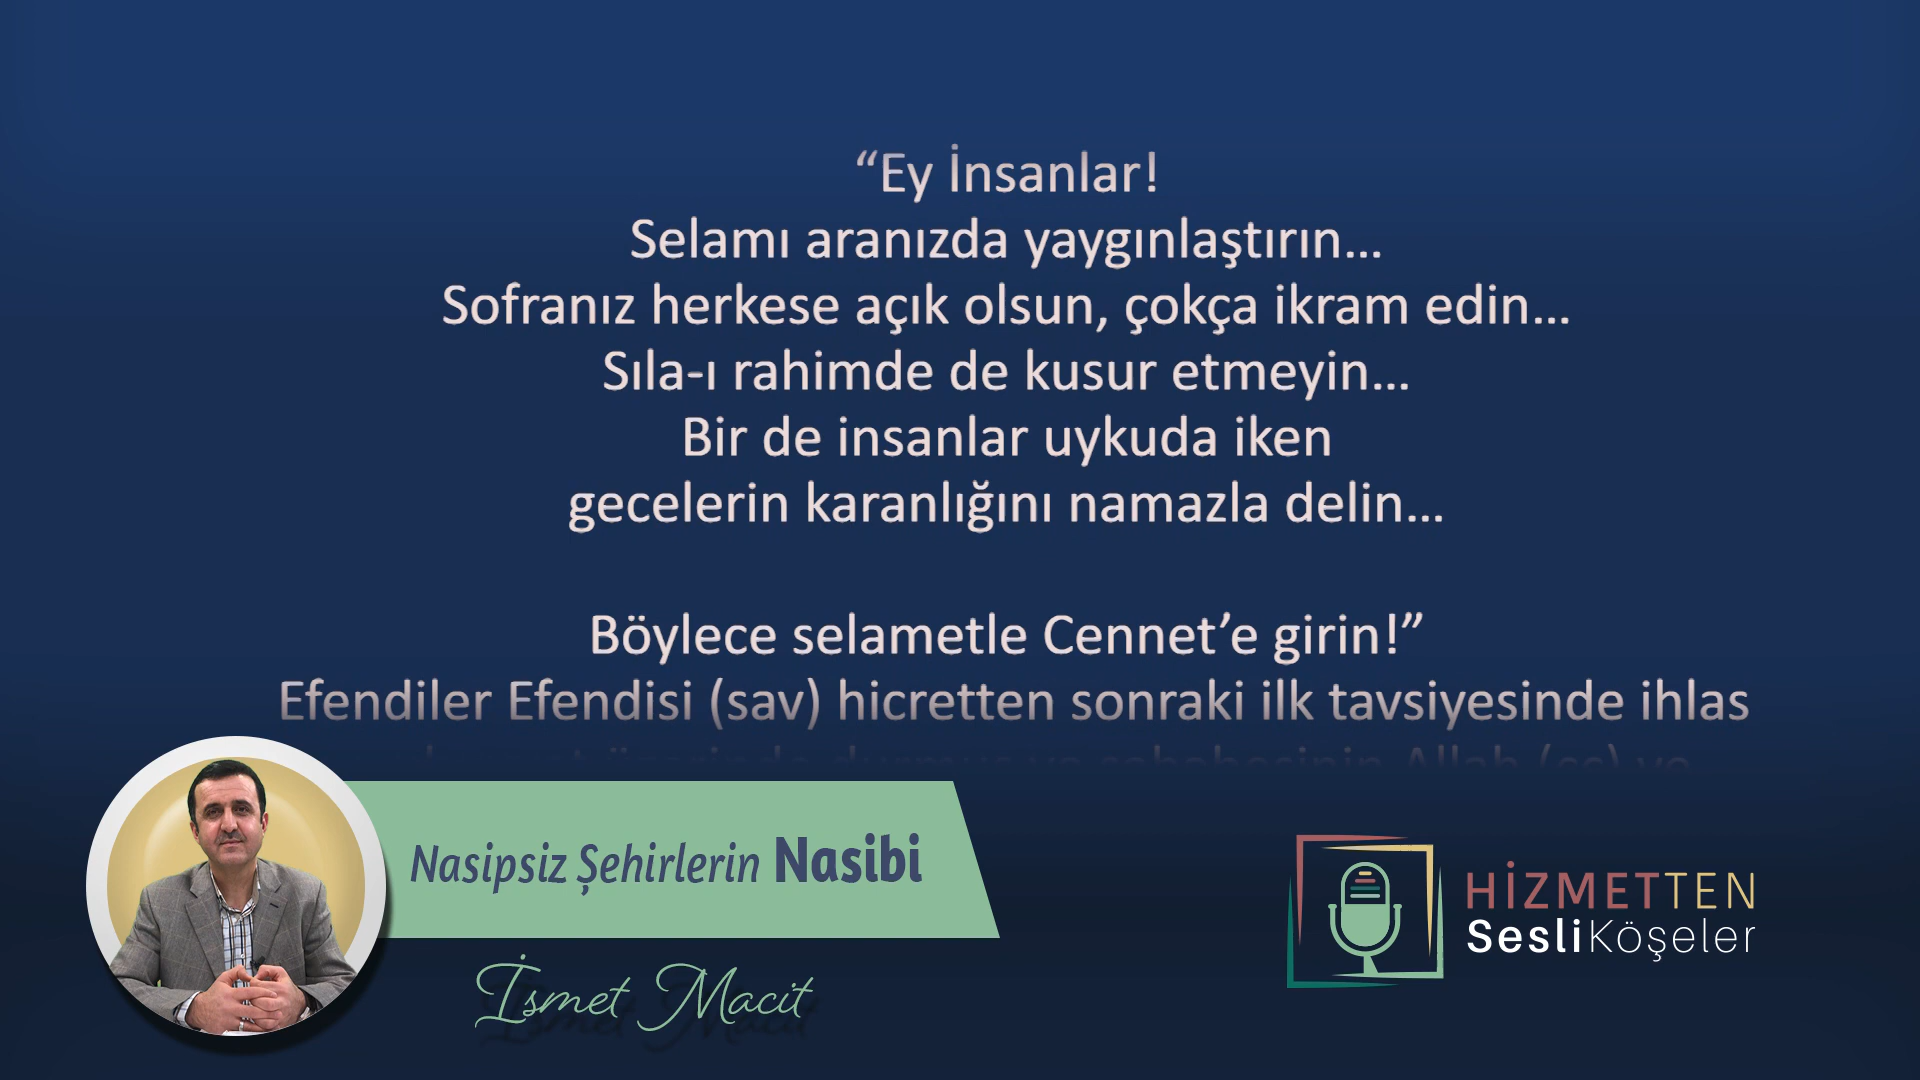 “Ey İnsanlar!
Selamı aranızda yaygınlaştırın...
Sofranız herkese açık olsun, çokça ikram edin...
Sıla-ı rahimde de kusur etmeyin...
Bir de insanlar uykuda iken
gecelerin karanlığını namazla delin...
Böylece selametle Cennet’e girin!”
Efendiler Efendisi (sav) hicretten sonraki ilk tavsiyesinde ihlas
Nasipsiz Şehirlerin Nasibi
İsmet Macit
HİZMETTEN
SesliKöşeler